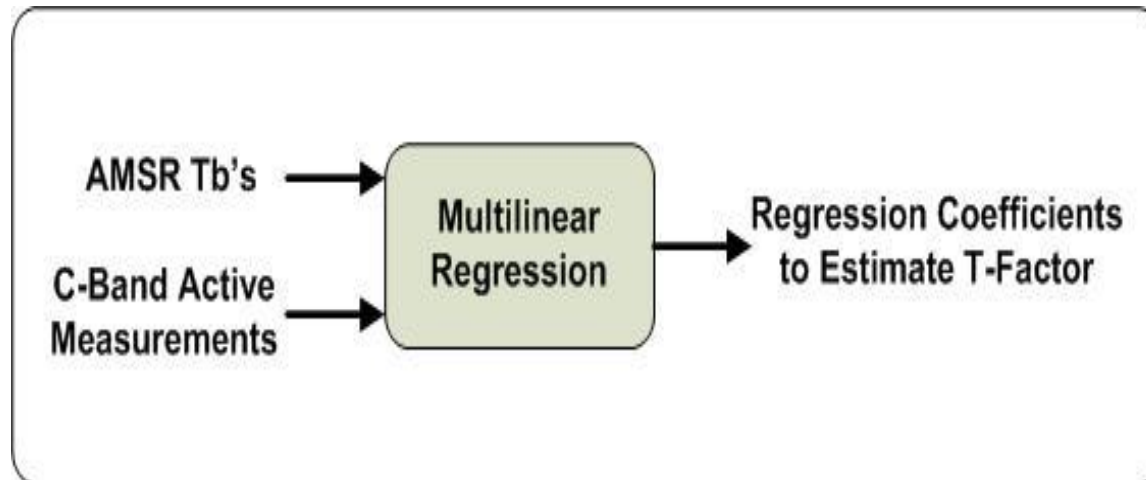 AMSR Tb's
C-Band Active
Measurements
Multilinear
Regression
Regression Coefficients
to Estimate T-Factor